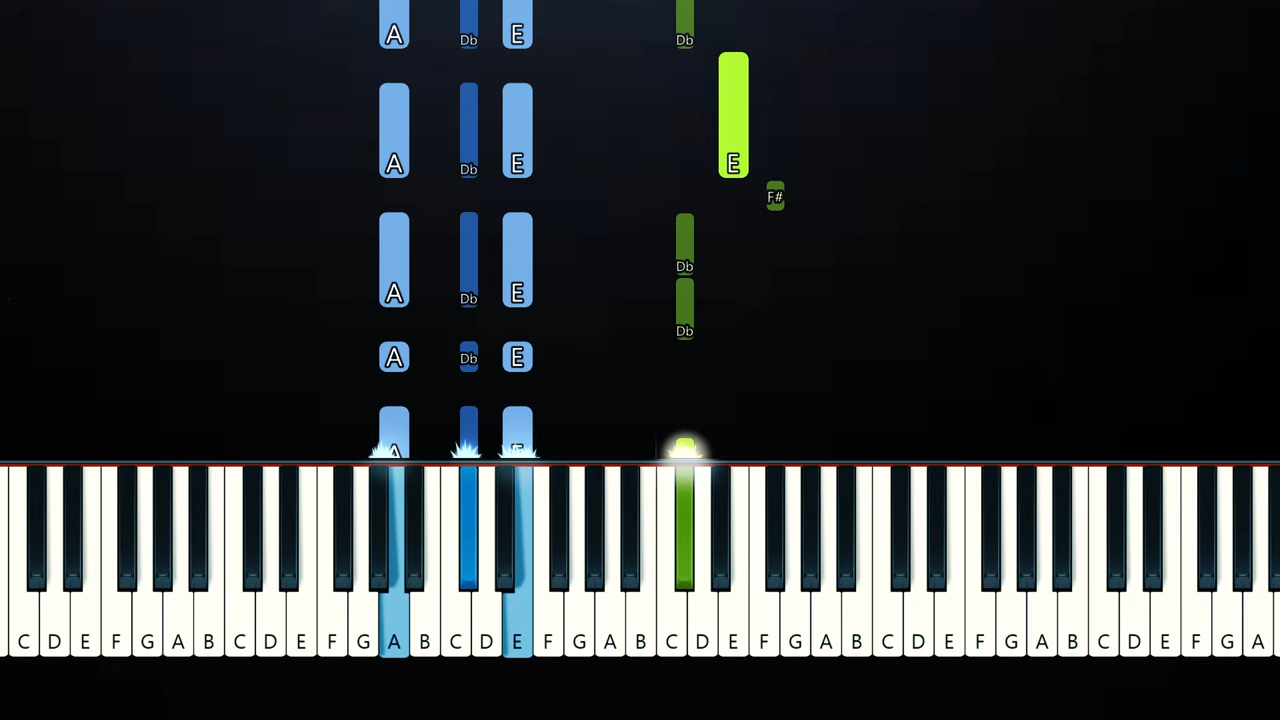 A Db E Db
A Db E E
F#
Db
A Db E
Db
A Db E
A E
C D E F G A B C D E F G A B C D E F G A B C D E F G A B C D E F G A B C D E F G A